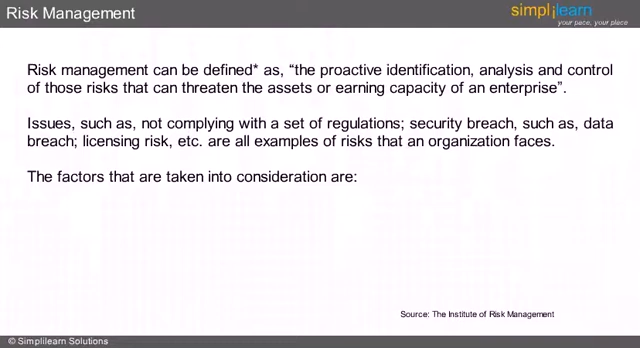 Risk Management
simplilearn
your pace, your place
Risk management can be defined* as, “the proactive identification, analysis and control
of those risks that can threaten the assets or earning capacity of an enterprise”.
Issues, such as, not complying with a set of regulations; security breach, such as, data
breach; licensing risk, etc. are all examples of risks that an organization faces.
The factors that are taken into consideration are:
Source: The Institute of Risk Management
© Simplilearn Solutions